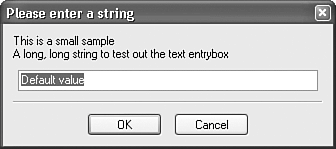 Please enter a string
This is a small sample
A long, long string to test out the text entrybox
Default value
OK
Cancel